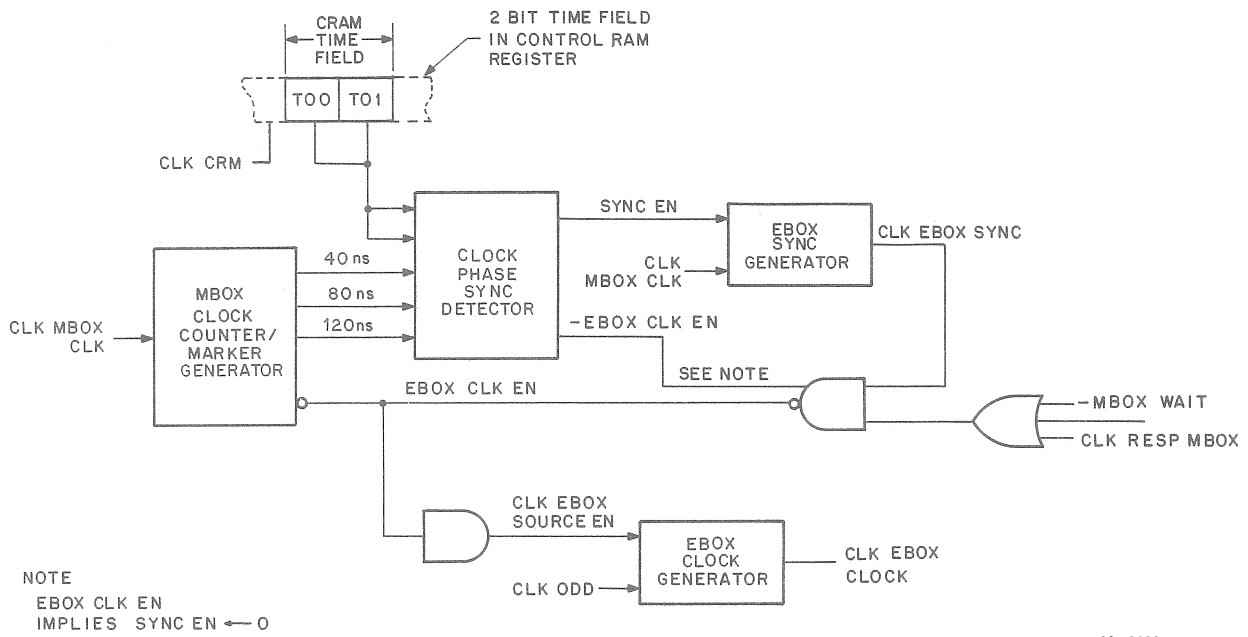 CRAM
TIME
FIELD
2 BIT TIME FIELD
IN CONTROL RAM
REGISTER
T00
T01
CLK CRM
SYNC EN
EBOX
SYNC
GENERATOR
CLK EBOX SYNC
CLK
MBOX CLK
CLOCK
PHASE
SYNC
DETECTOR
40 ns
80 ns
120ns
MBOX
CLOCK
COUNTER/
MARKER
GENERATOR
CLK MBOX
CLK
-EBOX CLK EN
SEE NOTE
EBOX CLK EN
-MBOX WAIT
CLK RESP MBOX
CLK EBOX
SOURCE EN
EBOX
CLOCK
GENERATOR
CLK EBOX
CLOCK
CLK ODD
NOTE
EBOX CLK EN
IMPLIES SYNC EN ← 0